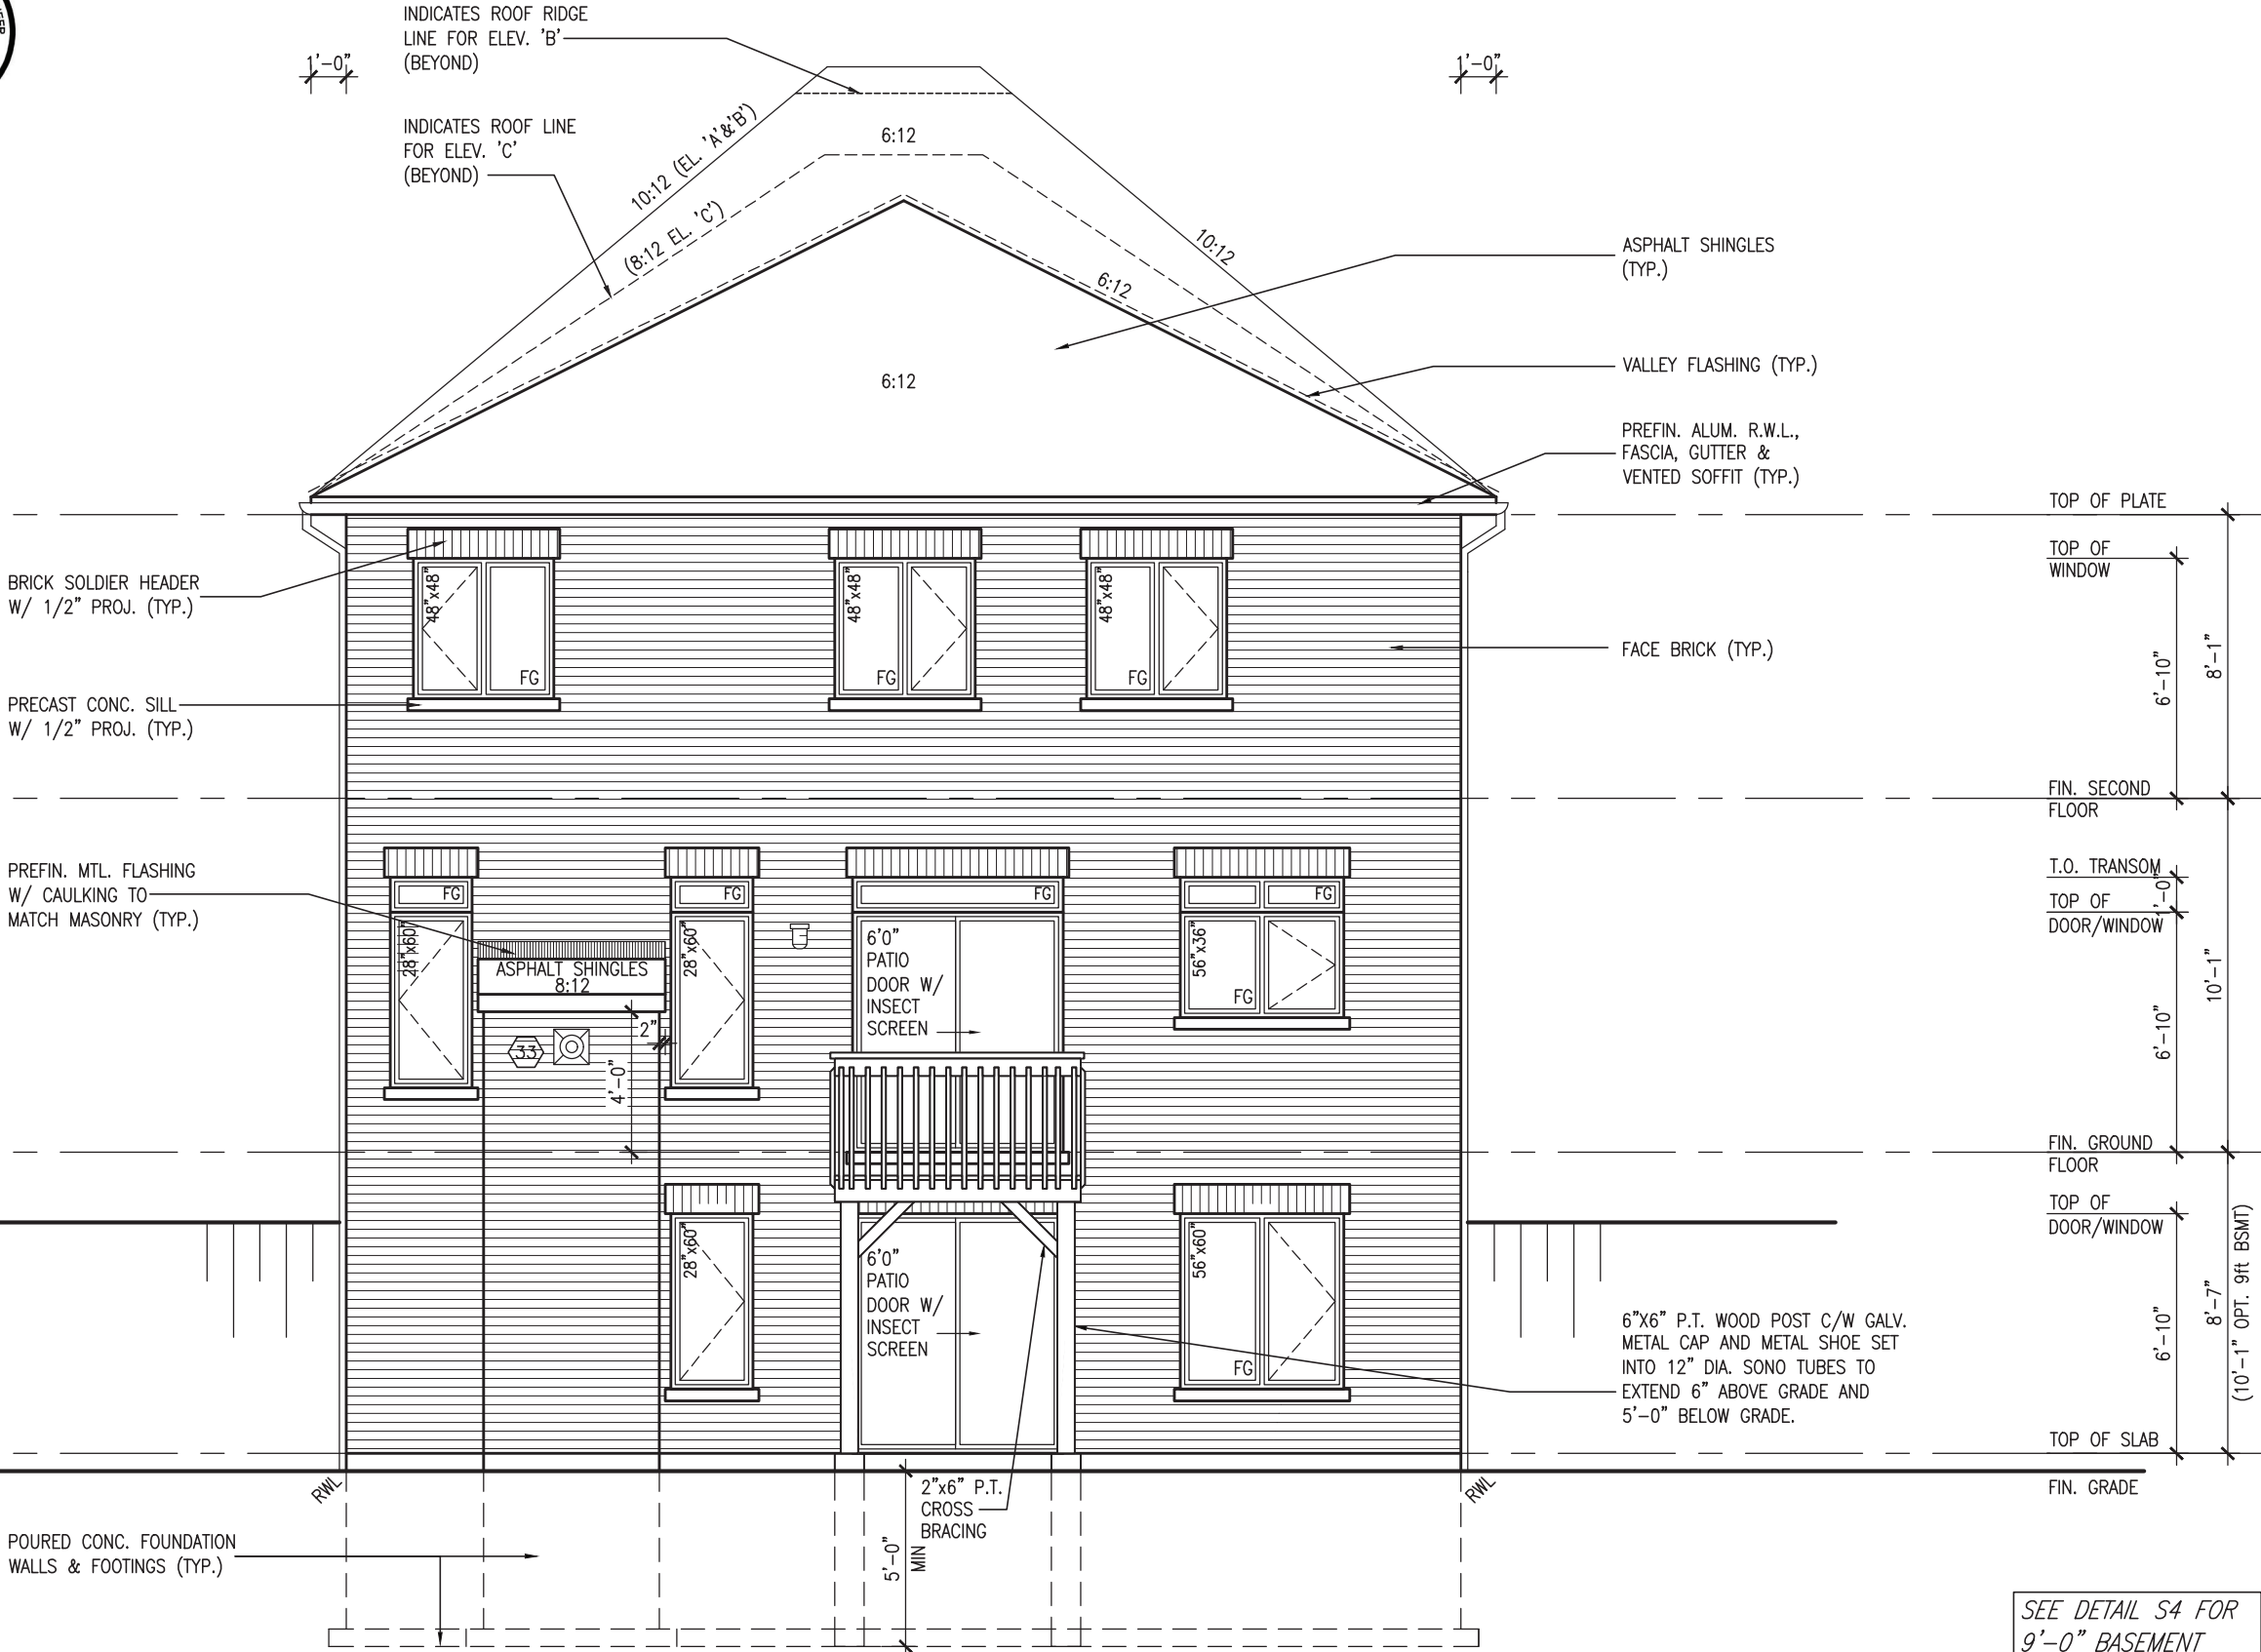 INDICATES ROOF RIDGE
LINE FOR ELEV. 'B'
(BEYOND)
1'-0"
1'-0"
INDICATES ROOF LINE
FOR ELEV. 'C'
(BEYOND)
10:12 (EL. 'A'&'B')
6:12
(8:12 EL. 'C')
10:12
6:12
6:12
ASPHALT SHINGLES
(TYP.)
VALLEY FLASHING (TYP.)
PREFIN. ALUM. R.W.L.,
FASCIA, GUTTER &
VENTED SOFFIT (TYP.)
TOP OF PLATE
TOP OF
WINDOW
BRICK SOLDIER HEADER
W/ 1/2" PROJ. (TYP.)
48"x48"
FG
48"x48"
FG
48"x48"
FG
FACE BRICK (TYP.)
6'-10"
8'-1"
PRECAST CONC. SILL
W/ 1/2" PROJ. (TYP.)
FIN. SECOND
FLOOR
PREFIN. MTL. FLASHING
W/ CAULKING TO
MATCH MASONRY (TYP.)
FG
28"x60"
ASPHALT SHINGLES
8:12
33
2"
4'-0"
FG
28"x60"
FG
6'0"
PATIO
DOOR W/
INSECT
SCREEN
FG
56"x36"
FG
T.O. TRANSOM
1'-0"
TOP OF
DOOR/WINDOW
6'-10"
10'-1"
FIN. GROUND
FLOOR
TOP OF
DOOR/WINDOW
28"x60"
6'0"
PATIO
DOOR W/
INSECT
SCREEN
56"x60"
FG
6"X6" P.T. WOOD POST C/W GALV.
METAL CAP AND METAL SHOE SET
INTO 12" DIA. SONO TUBES TO
EXTEND 6" ABOVE GRADE AND
5'-0" BELOW GRADE.
6'-10"
8'-7"
(10'-1" OPT. 9ft BSMT)
TOP OF SLAB
FIN. GRADE
RWL
RWL
2"x6" P.T.
CROSS
BRACING
5'-0"
MIN
POURED CONC. FOUNDATION
WALLS & FOOTINGS (TYP.)
SEE DETAIL S4 FOR
9'-0" BASEMENT